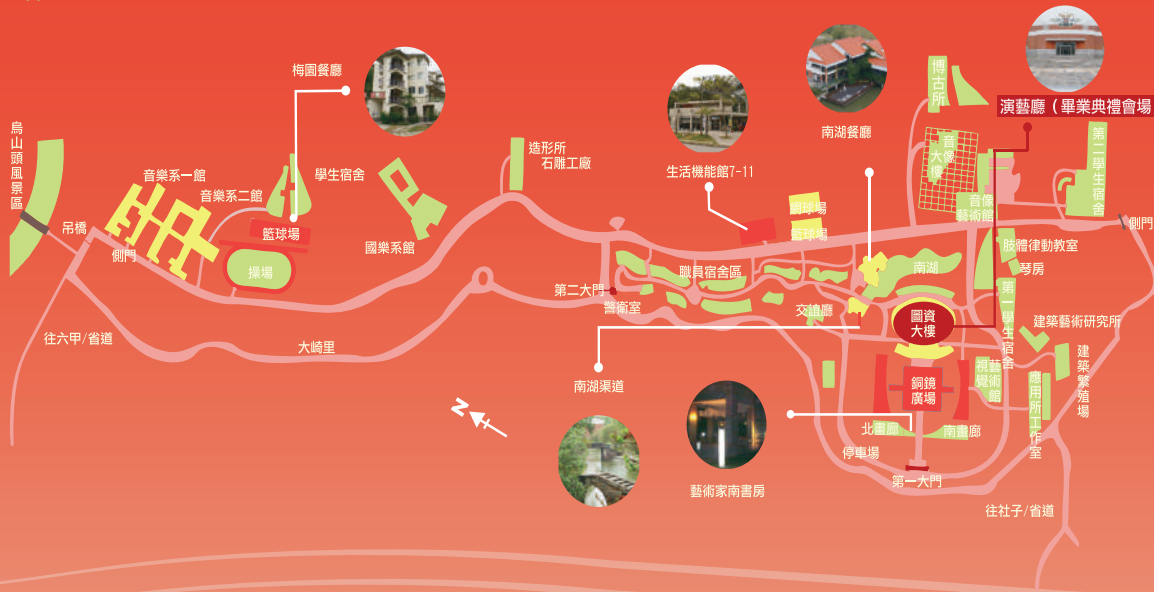 演藝廳（畢業典禮會場
博古所
梅園餐廳
南湖餐廳
生活機能館7-11
烏山頭風景區
造形所
石雕工廠
音像
大樓
第二學生宿舍
音樂系一館
學生宿舍
音樂系二館
音像
藝術館
網球場
籃球場
側門
吊橋
籃球場
國樂系館
側門
肢體律動教室
琴房
操場
職員宿舍區
南湖
第二大門
警衛室
交誼廳
第一學生宿舍
圖資
大樓
建築藝術研究所
往六甲/省道
大崎里
建築繁殖場
視覺藝術館
應用所工作室
南湖渠道
銅鏡
廣場
N
北畫廊
南畫廊
停車場
第一大門
藝術家南書房
往社子/省道